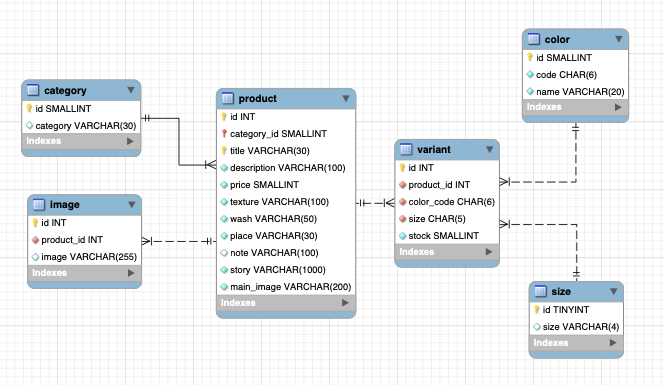 category
id SMALLINT
category VARCHAR(30)
Indexes
image
id INT
product_id INT
image VARCHAR(255)
Indexes
product
id INT
category_id SMALLINT
title VARCHAR(30)
description VARCHAR(100)
price SMALLINT
texture VARCHAR(100)
wash VARCHAR(50)
place VARCHAR(30)
note VARCHAR(100)
story VARCHAR(1000)
main_image VARCHAR(200)
Indexes
variant
id INT
product_id INT
color_code CHAR(6)
size CHAR(5)
stock SMALLINT
Indexes
color
id SMALLINT
code CHAR(6)
name VARCHAR(20)
Indexes
size
id TINYINT
size VARCHAR(4)
Indexes